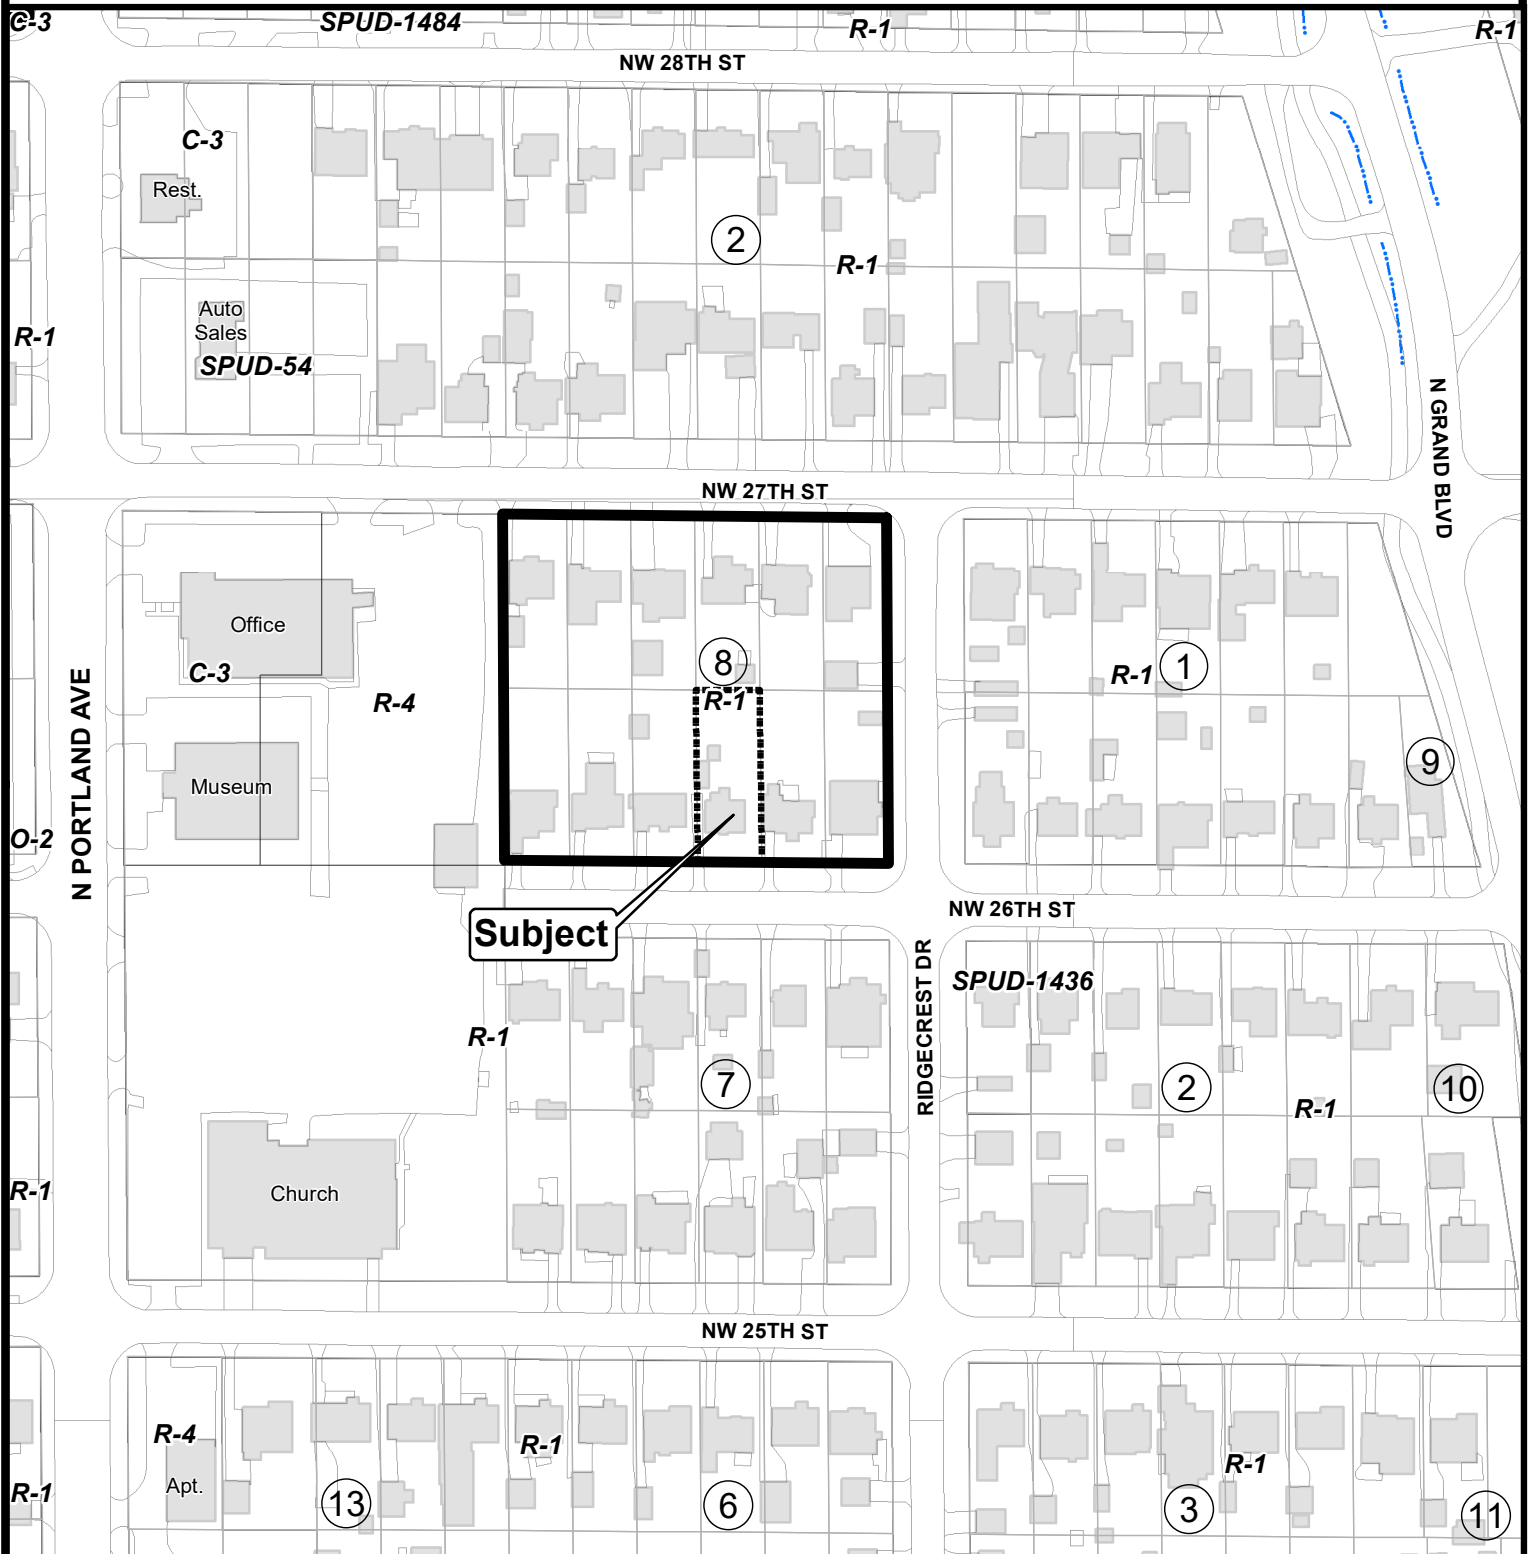 C-3
SPUD-1484
R-1
R-1
NW 28TH ST
C-3
Rest.
2
R-1
Auto
Sales
R-1
SPUD-54
N GRAND BLVD
NW 27TH ST
Office
8
C-3
R-1
1
R-4
R-1
N PORTLAND AVE
Museum
9
O-2
NW 26TH ST
Subject
RIDGECREST DR
SPUD-1436
R-1
7
2
10
R-1
R-1
Church
NW 25TH ST
R-4
R-1
R-1
Apt.
R-1
13
6
3
11